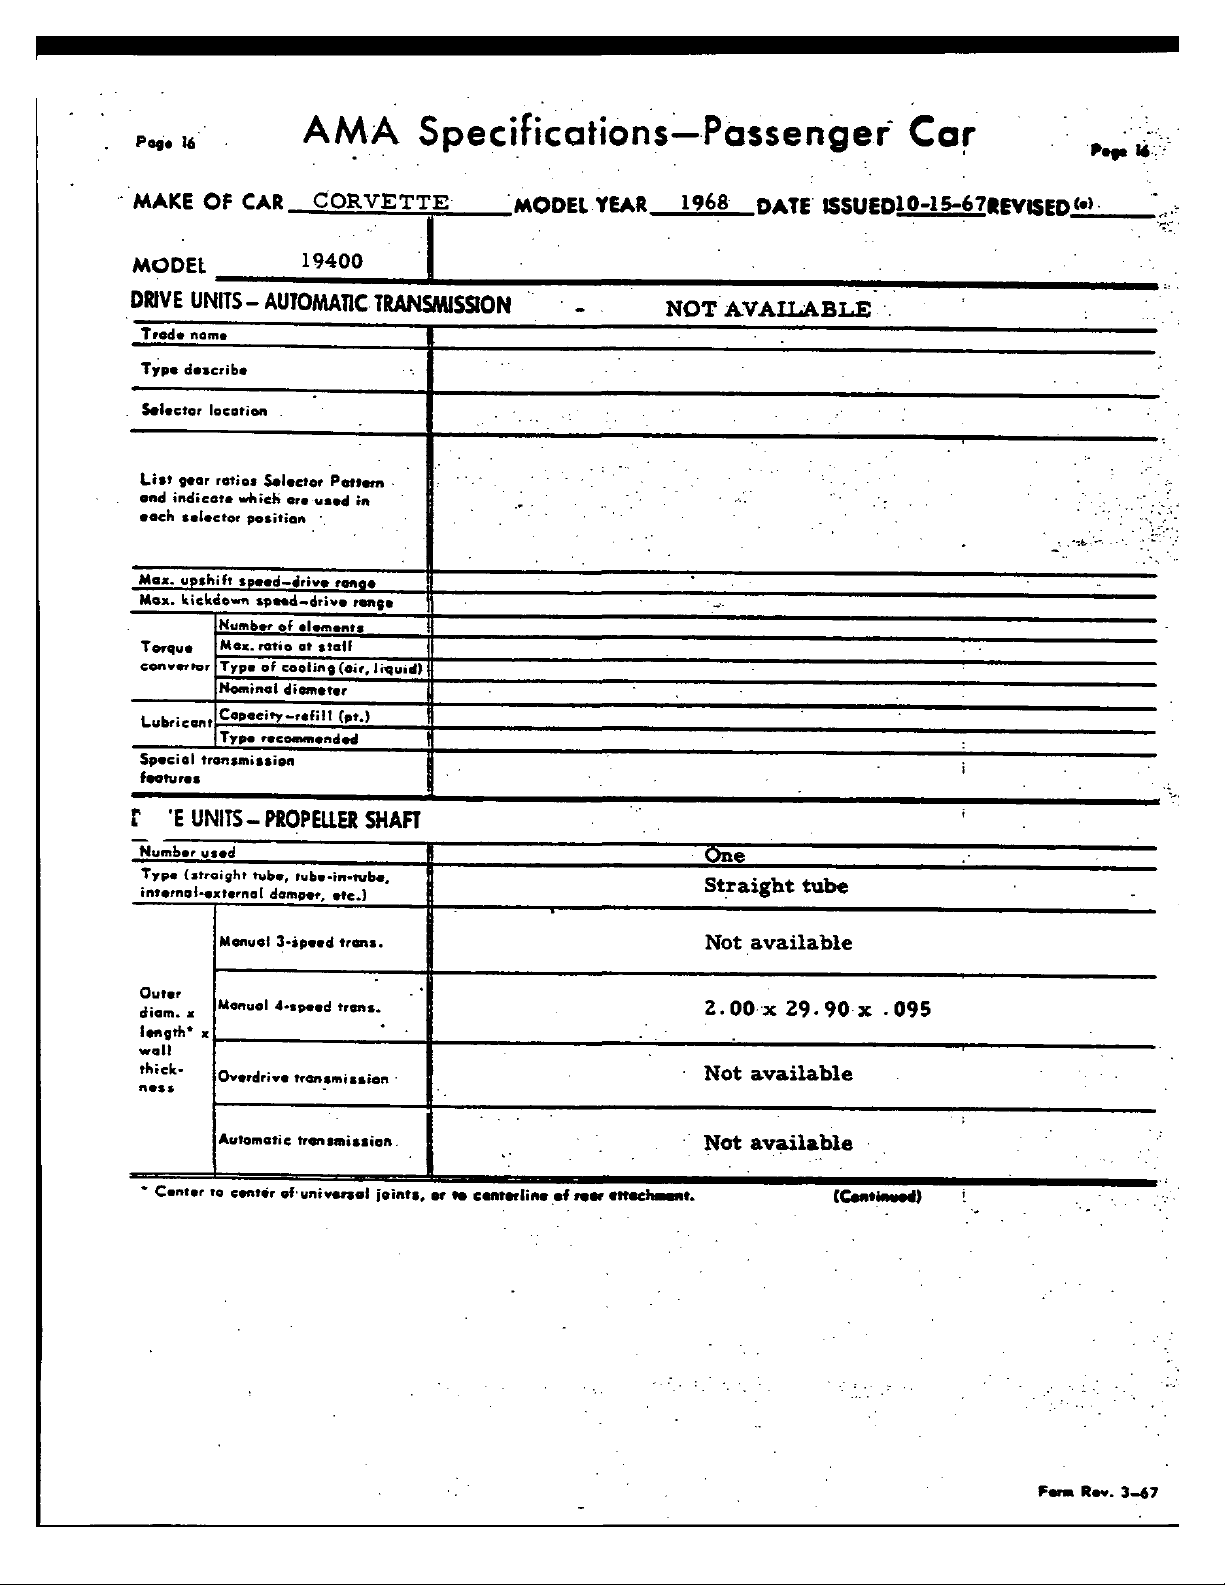 Page 16 AMA Specifications—Passenger Car Page 16
MAKE OF CAR CORVETTE MODEL YEAR 1968 DATE ISSUED 10-15-67 REVISED (•)
MODEL 19400
DRIVE UNITS – AUTOMATIC TRANSMISSION - NOT AVAILABLE
Trade name
Type describe
Selector location
List gear ratios Selector Pattern
and indicate which are used in
each selector position
Max. upshift speed–drive range
Max. kickdown speed–drive range
Torque
convertor
Number of elements
Max. ratio at stall
Type of cooling (air, liquid)
Nominal diameter
Lubricant
Capacity–refill (pt.)
Type recommended
Special transmission
features
'E UNITS – PROPELLER SHAFT
Number used One
Type (straight tube, tube-in-tube,
internal-external damper, etc.) Straight tube
Outer
diam. x
length* x
wall
thick-
ness
Manual 3-speed trans. Not available
Manual 4-speed trans. 2.00 x 29.90 x .095
Overdrive transmission Not available
Automatic transmission Not available
* Center to center of universal joints, or to centerline of rear attachment. (Continued)
Form Rev. 3–67